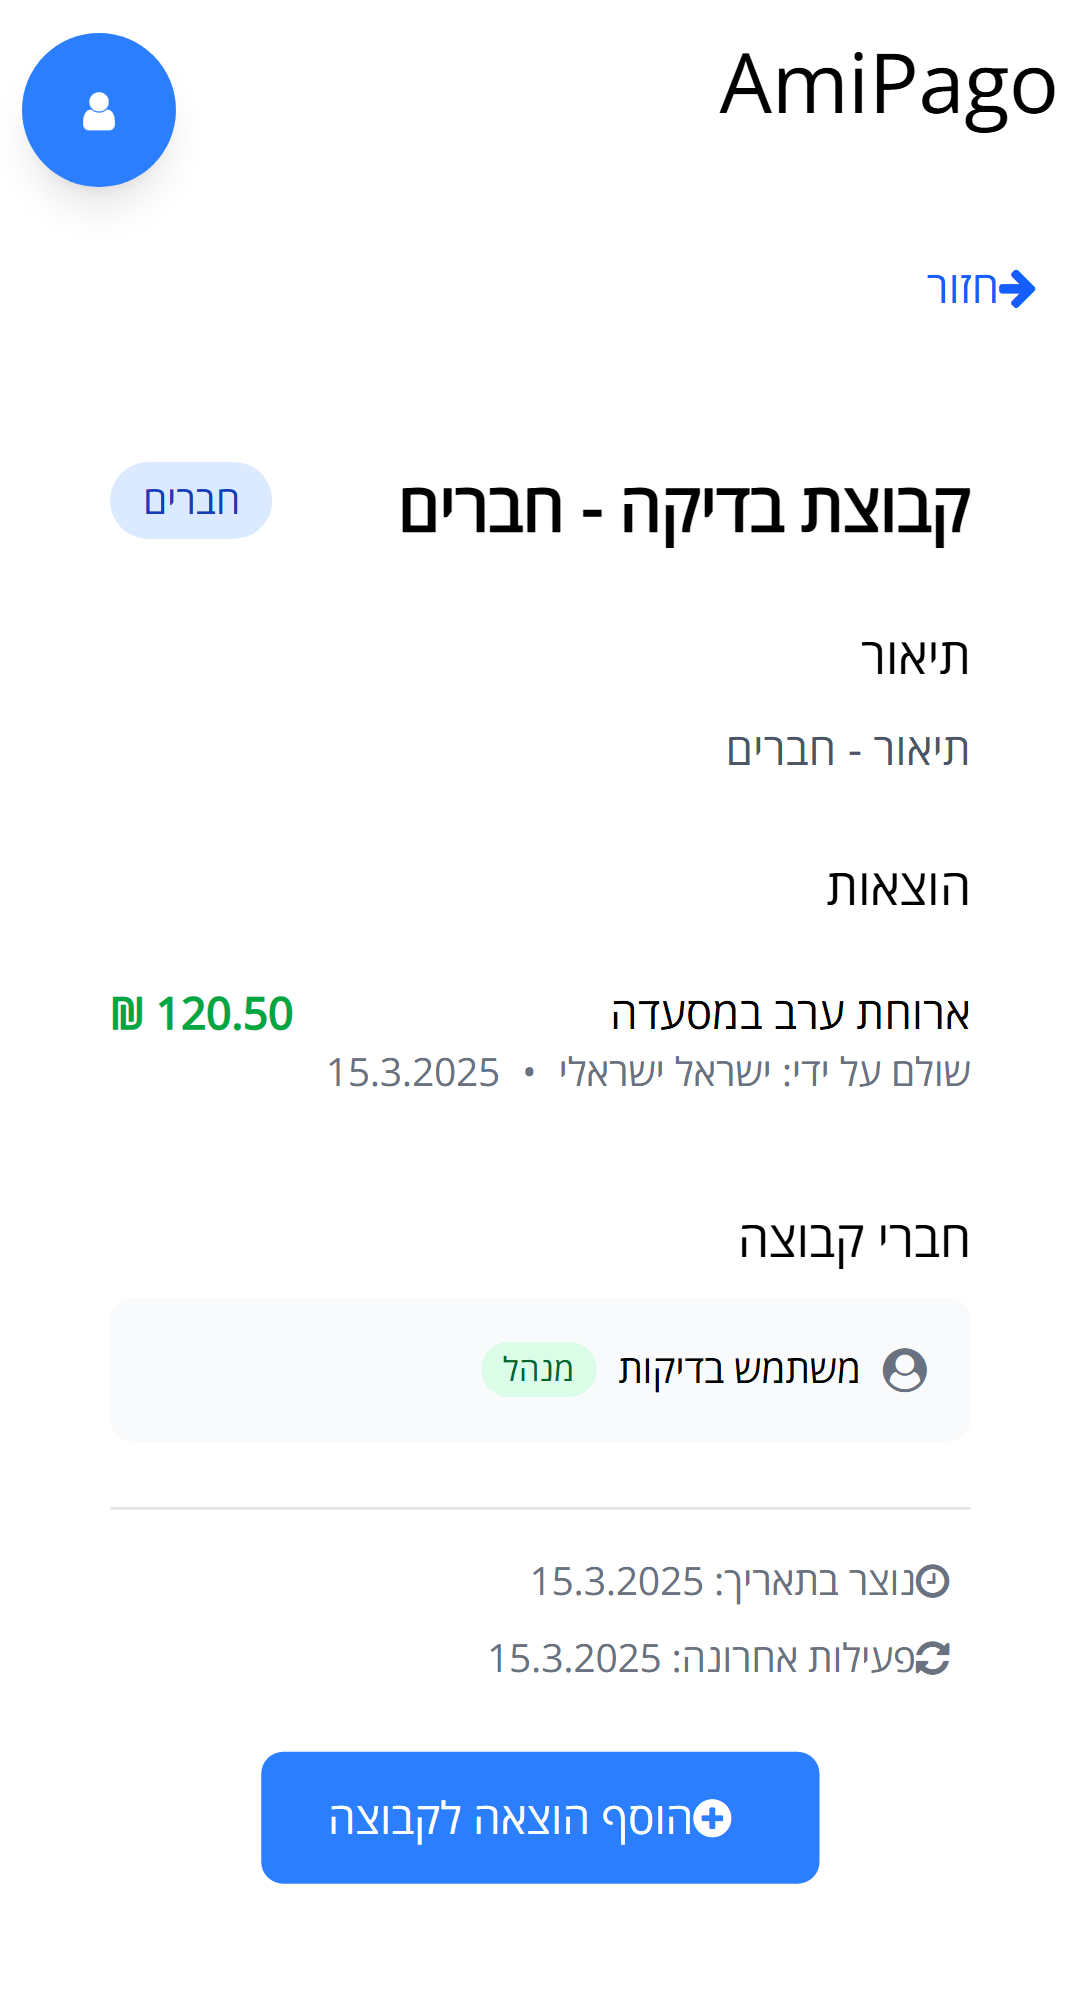 AmiPago
חזור
קבוצת בדיקה - חברים
חברים
תיאור
תיאור - חברים
הוצאות
ארוחת ערב במסעדה
120.50 ₪
שולם על ידי: ישראל ישראלי • 15.3.2025
חברי קבוצה
משתמש בדיקות מנהל
נוצר בתאריך: 15.3.2025
פעילות אחרונה: 15.3.2025
הוסף הוצאה לקבוצה